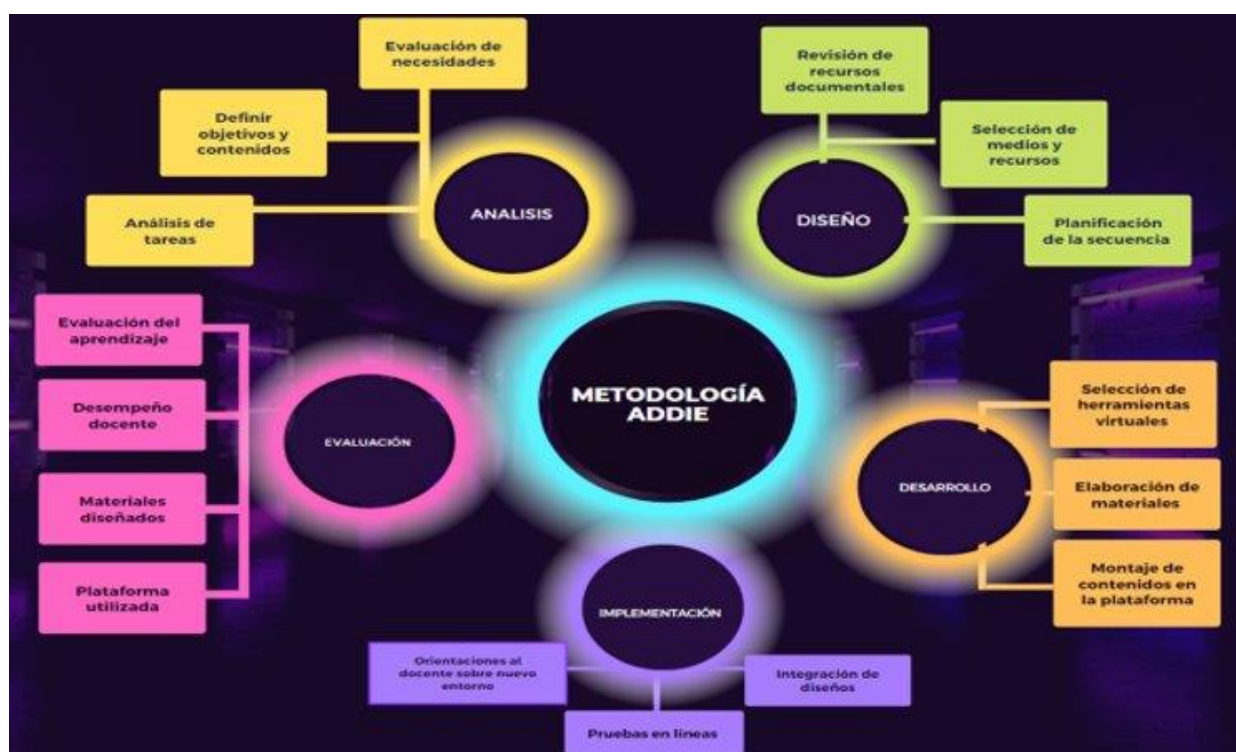 Evaluación de
necesidades
Definir
objetivos y
contenidos
Análisis de
tareas
ANALISIS
Revisión de
recursos
documentales
Selección de
medios y
recursos
Planificación
de la secuencia
DISEÑO
METODOLOGÍA
ADDIE
Evaluación del
aprendizaje
Desempeño
docente
Materiales
diseñados
Plataforma
utilizada
EVALUACIÓN
Selección de
herramientas
virtuales
Elaboración de
materiales
Montaje de
contenidos en
la plataforma
DESARROLLO
IMPLEMENTACIÓN
Orientaciones al
docente sobre nuevo
entorno
Pruebas en líneas
Integración de
diseños